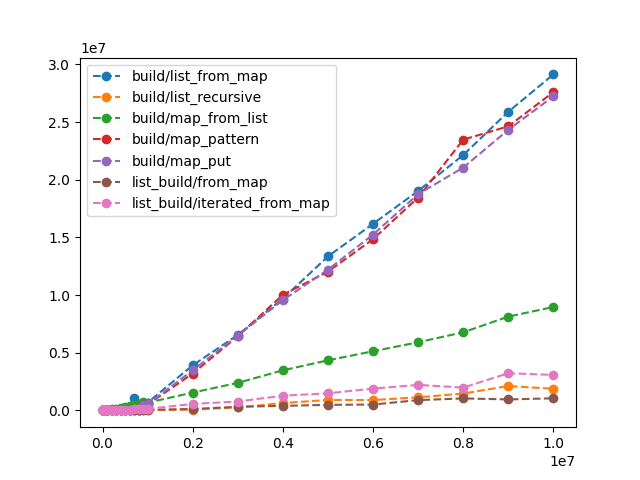 1e7
3.0
2.5
2.0
1.5
1.0
0.5
0.0
build/list_from_map
build/list_recursive
build/map_from_list
build/map_pattern
build/map_put
list_build/from_map
list_build/iterated_from_map
0.0 0.2 0.4 0.6 0.8 1.0
1e7